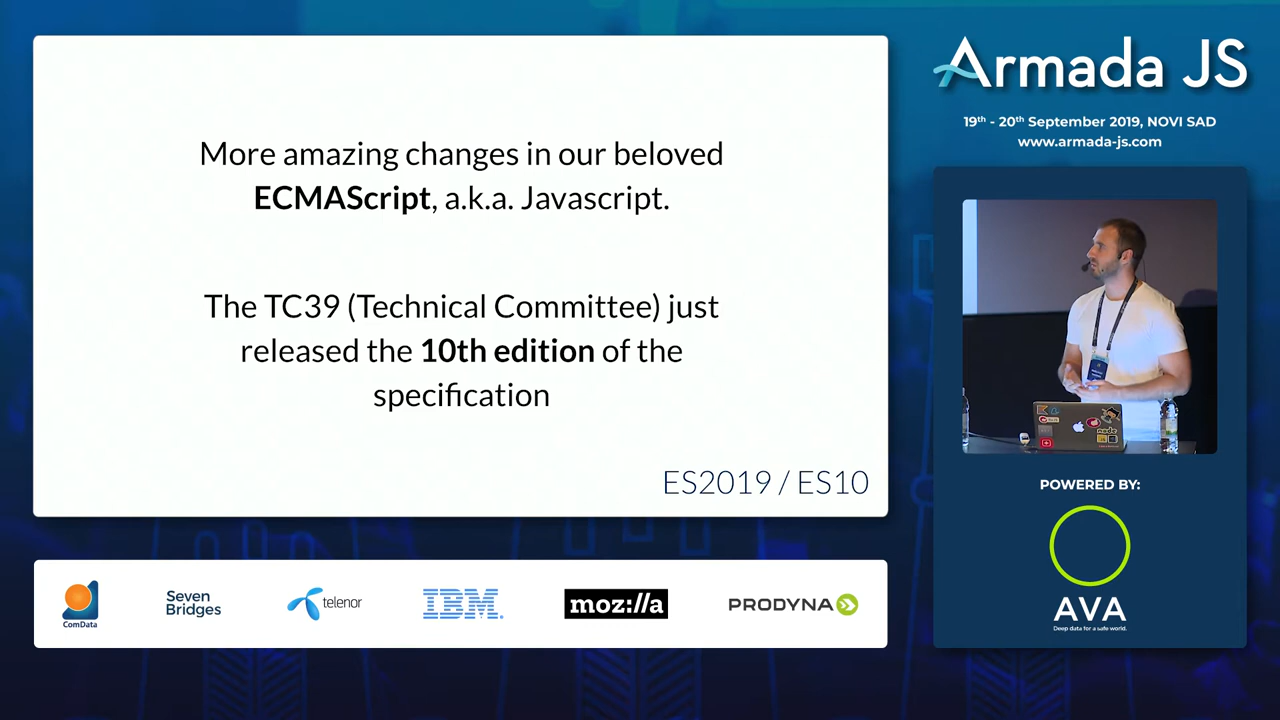 More amazing changes in our beloved
ECMAScript, a.k.a. Javascript.
The TC39 (Technical Committee) just
released the 10th edition of the
specification
ES2019 / ES10
Armada JS
19th - 20th September 2019, NOVI SAD
www.armada-js.com
node
POWERED BY:
AVA
Deep data for a safe world.
ComData
Seven
Bridges
telenor
IBM
moz://a
PRODYNA